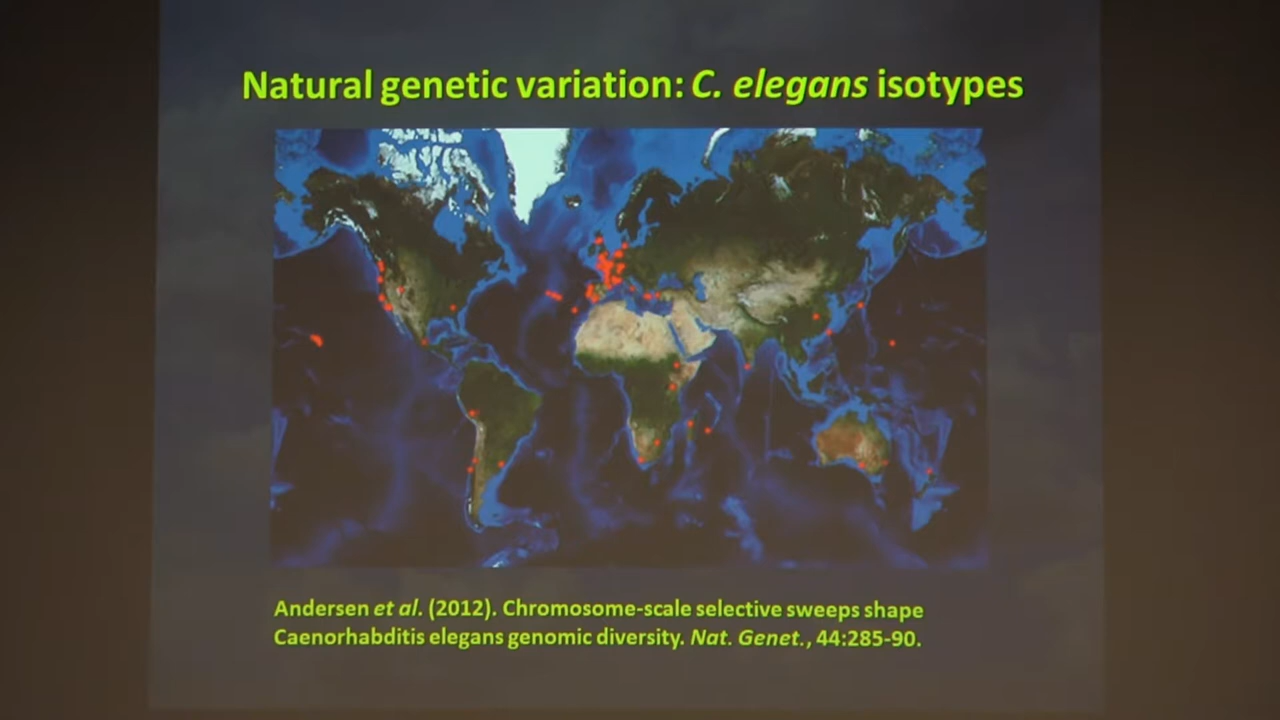 Natural genetic variation: C. elegans isotypes
Andersen et al. (2012). Chromosome-scale selective sweeps shape
Caenorhabditis elegans genomic diversity. Nat. Genet., 44:285-90.